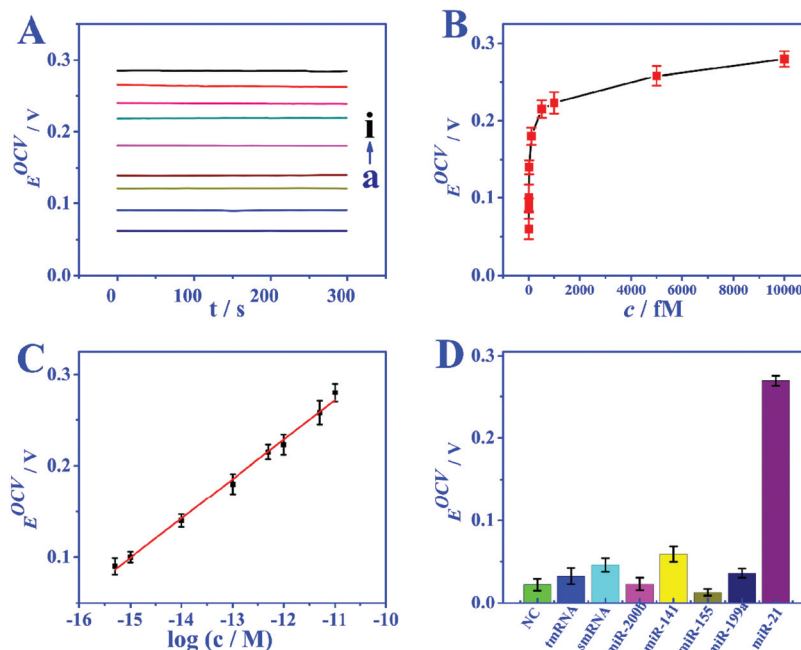 A
0.3
0.2
0.1
0.0
E^OCV / V
0
100
200
300
t / s
i
a
B
0.3
0.2
0.1
0.0
E^OCV / V
0
2000
4000
6000
8000
10000
c / fM
C
0.3
0.2
0.1
E^OCV / V
-16
-15
-14
-13
-12
-11
-10
log (c / M)
D
0.3
0.2
0.1
0.0
E^OCV / V
NC
tmRNA
smRNA
miR-200b
miR-141
miR-155
miR-199a
miR-21